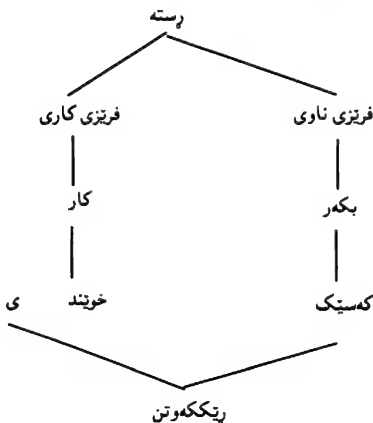 ڕستە
فرێزی ناوی فرێزی کاری
بکەر کار
کەسێک خوێند ی
ڕێککەوتن